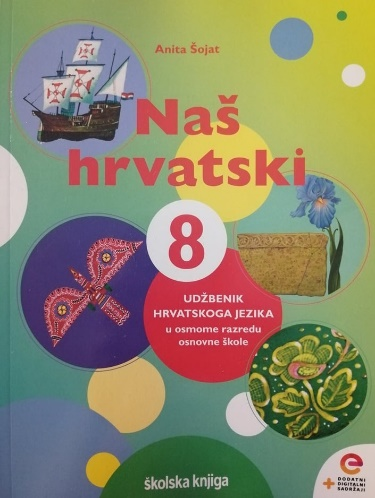 Anita Šojat
Naš
hrvatski
8
UDŽBENIK
HRVATSKOGA JEZIKA
u osmome razredu
osnovne škole
školska knjiga
e
+ DODATNI
DIGITALNI
SADRŽAJI